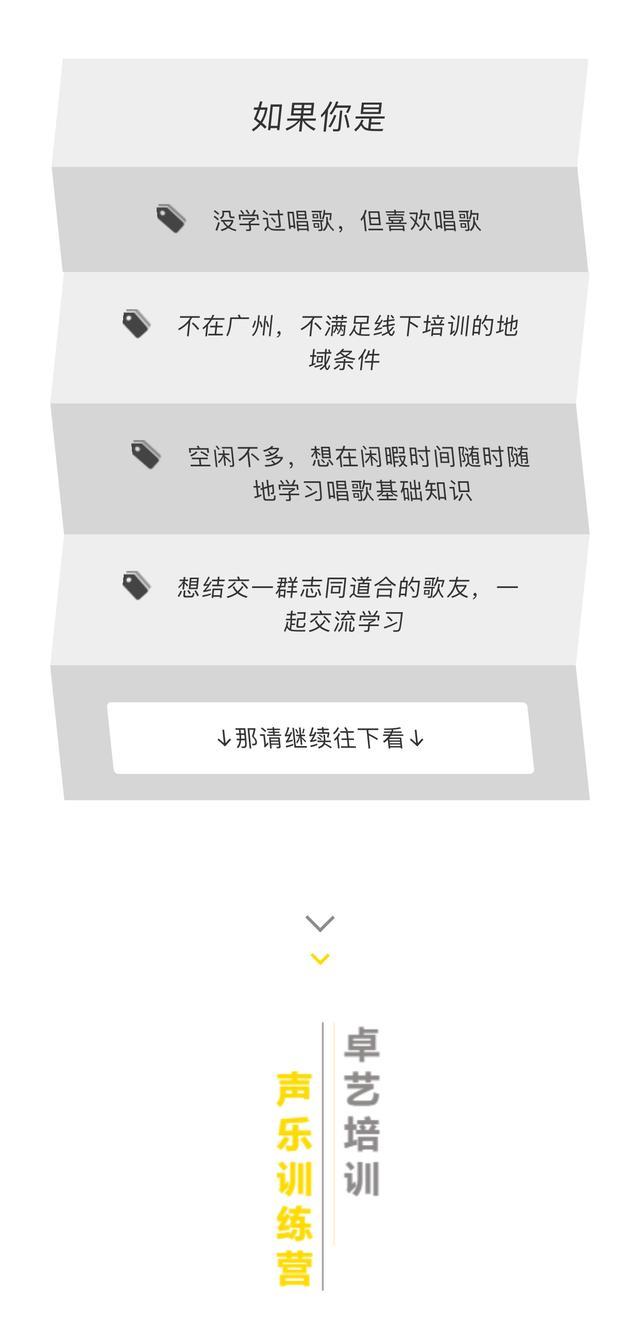 如果你是
没学过唱歌，但喜欢唱歌
不在广州，不满足线下培训的地
域条件
空闲不多，想在闲暇时间随时随
地学习唱歌基础知识
想结交一群志同道合的歌友，一
起交流学习
↓那请继续往下看↓
卓艺培训
声乐训练营